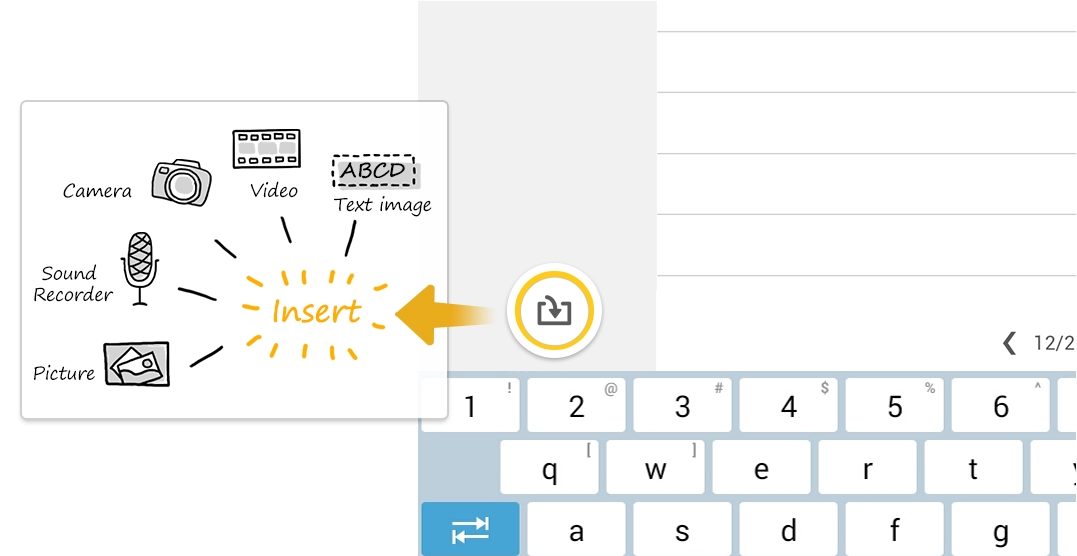 Camera
Video
ABCD
Text image
Sound
Recorder
Picture
Insert
12/2
! @ # $ % ^
1 2 3 4 5 6
[ ]
q w e r t
a s d f g